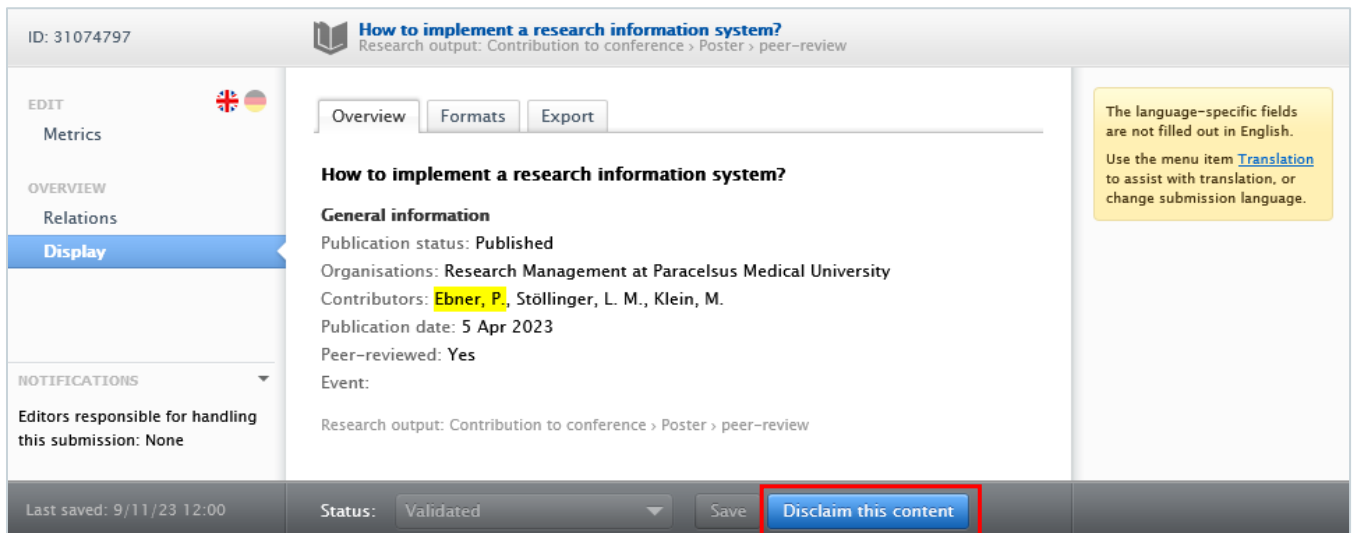 ID: 31074797
How to implement a research information system?
Research output: Contribution to conference › Poster › peer-review
EDIT
Metrics
OVERVIEW
Relations
Display
NOTIFICATIONS
Editors responsible for handling
this submission: None
Overview
Formats
Export
How to implement a research information system?
General information
Publication status: Published
Organisations: Research Management at Paracelsus Medical University
Contributors: Ebner, P., Stöllinger, L. M., Klein, M.
Publication date: 5 Apr 2023
Peer-reviewed: Yes
Event:
Research output: Contribution to conference › Poster › peer-review
The language-specific fields
are not filled out in English.
Use the menu item Translation
to assist with translation, or
change submission language.
Last saved: 9/11/23 12:00
Status: Validated
Save
Disclaim this content